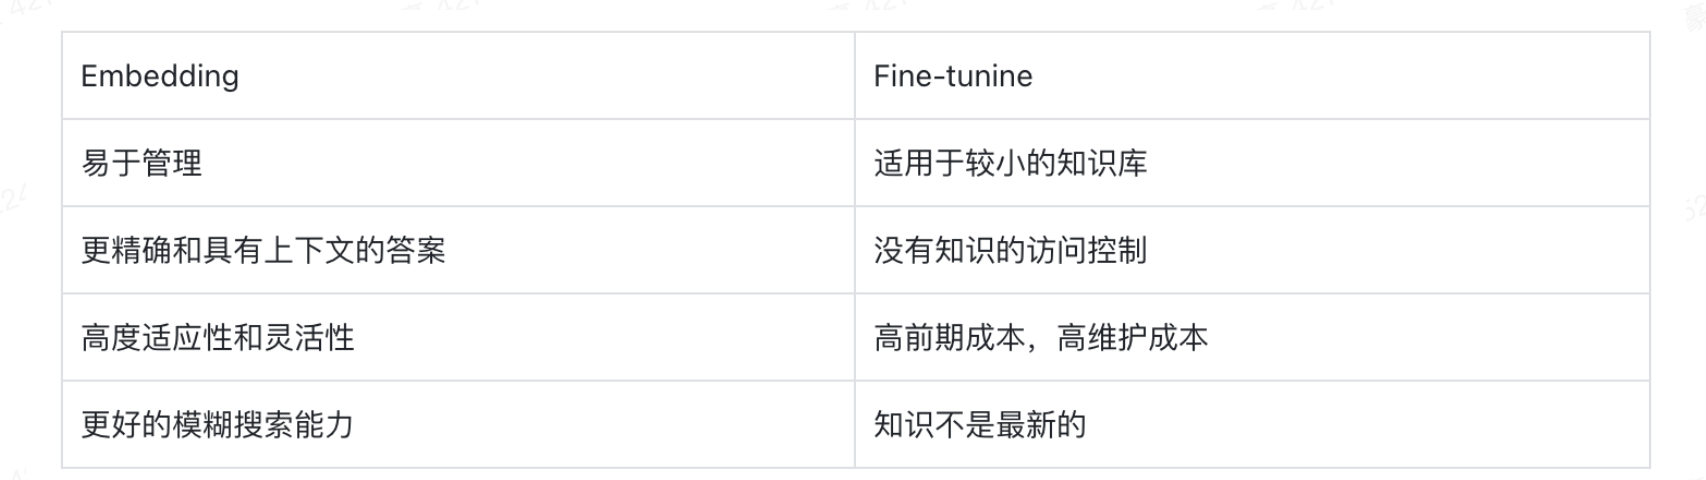 Embedding
Fine-tunine
易于管理
适用于较小的知识库
更精确和具有上下文的答案
没有知识的访问控制
高度适应性和灵活性
高前期成本，高维护成本
更好的模糊搜索能力
知识不是最新的